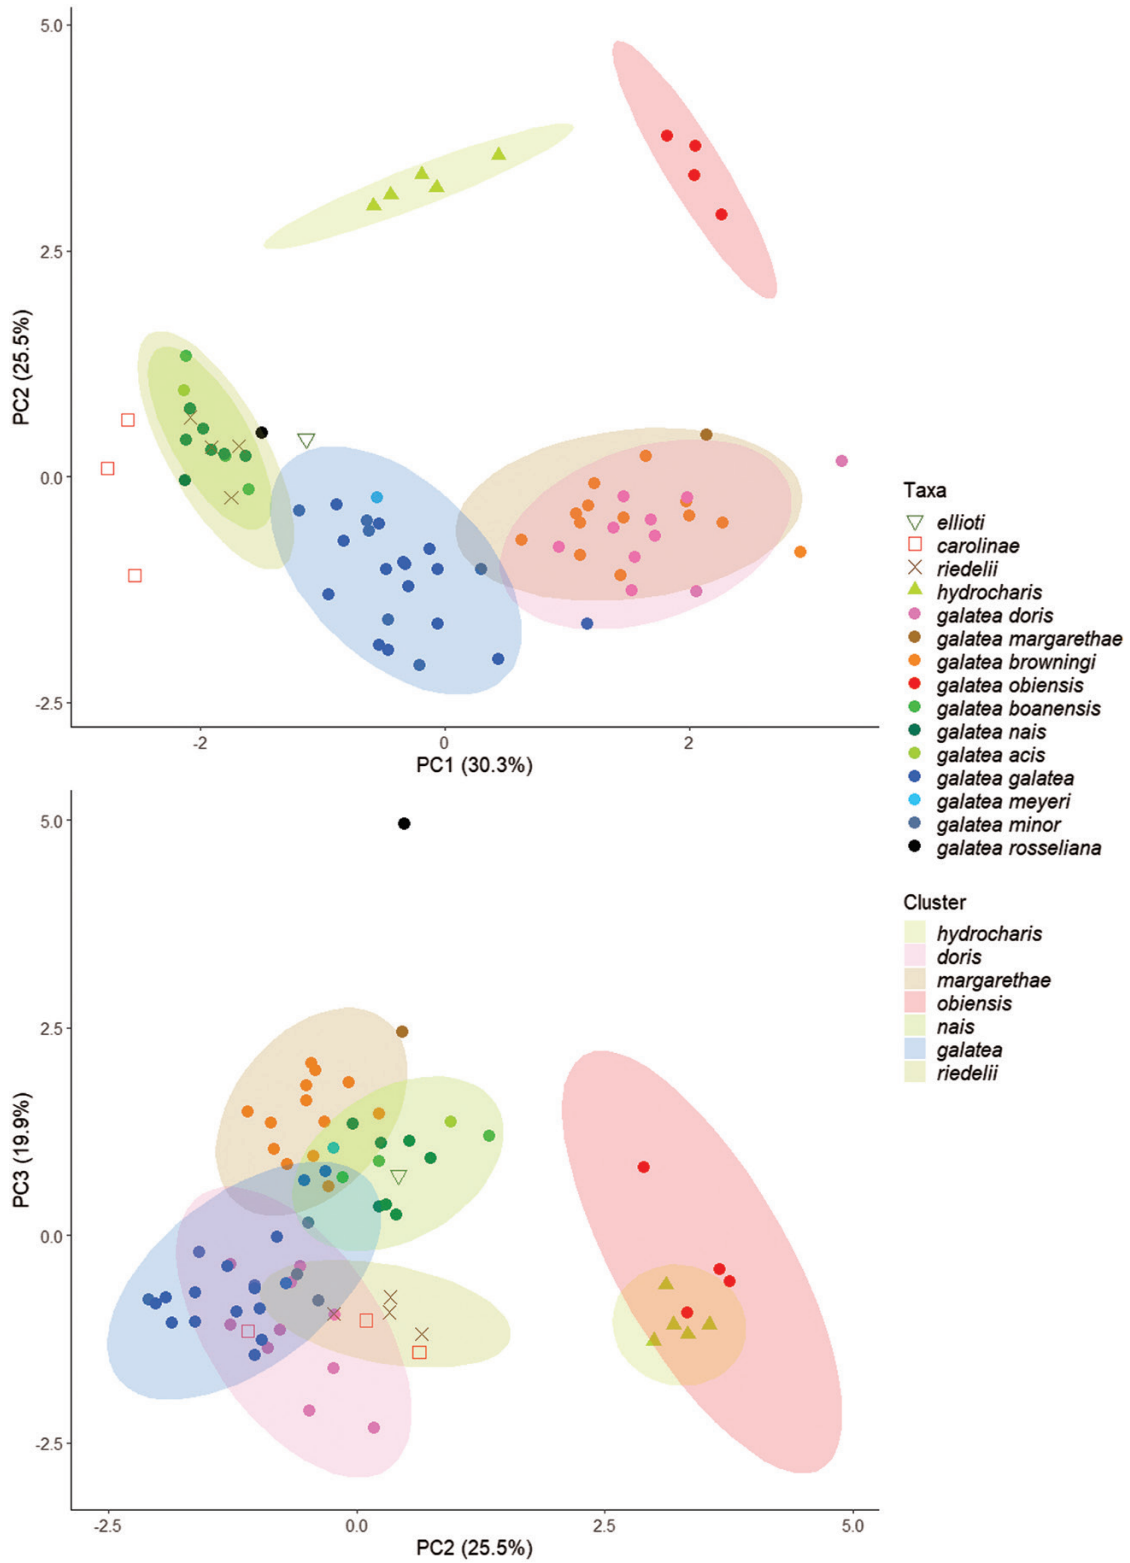 5.0
2.5
0.0
-2.5
PC2 (25.5%)
-2
0
2
PC1 (30.3%)
5.0
2.5
0.0
-2.5
PC3 (19.9%)
-2.5
0.0
2.5
5.0
PC2 (25.5%)
Taxa
ellioti
carolinae
riedelii
hydrocharis
galatea doris
galatea margarethae
galatea browningi
galatea obiensis
galatea boanensis
galatea nais
galatea acis
galatea galatea
galatea meyeri
galatea minor
galatea rosseliana
Cluster
hydrocharis
doris
margarethae
obiensis
nais
galatea
riedelii